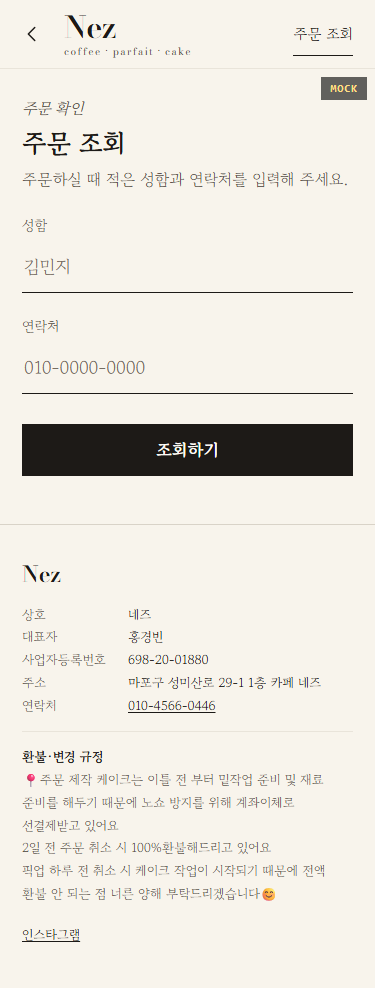 Nez
coffee · parfait · cake
주문 조회
MOCK
주문 확인
주문 조회
주문하실 때 적은 성함과 연락처를 입력해 주세요.
성함
김민지
연락처
010-0000-0000
조회하기
Nez
상호 네즈
대표자 홍경빈
사업자등록번호 698-20-01880
주소 마포구 성미산로 29-1 1층 카페 네즈
연락처 010-4566-0446
환불·변경 규정
📍주문 제작 케이크는 이틀 전 부터 밑작업 준비 및 재료
준비를 해두기 때문에 노쇼 방지를 위해 계좌이체로
선결제받고 있어요
2일 전 주문 취소 시 100%환불해드리고 있어요
픽업 하루 전 취소 시 케이크 작업이 시작되기 때문에 전액
환불 안 되는 점 너른 양해 부탁드리겠습니다😊
인스타그램